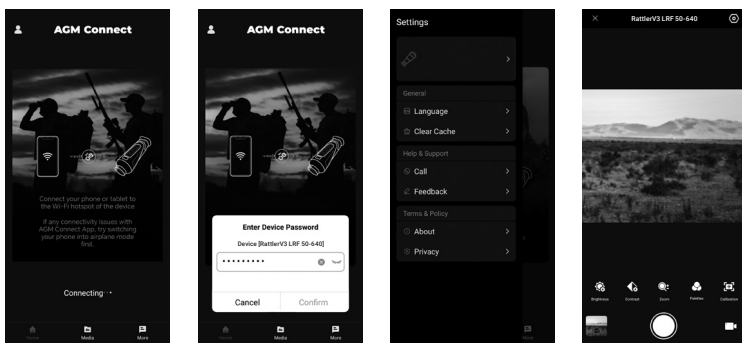 AGM Connect
Connect your phone or tablet to
the Wi-Fi hotspot of the device
If any connectivity issues with
AGM Connect App, try switching
your phone into airplane mode
first.
Connecting···
Home
Media
More
AGM Connect
Enter Device Password
Device [RattlerV3 LRF 50-640]
•••••••••
Cancel
Confirm
Home
Media
More
Settings
General
Language
Clear Cache
Help & Support
Call
Feedback
Terms & Policy
About
Privacy
More
RattlerV3 LRF 50-640
Brightness
Contrast
Zoom
Palettes
Calibration